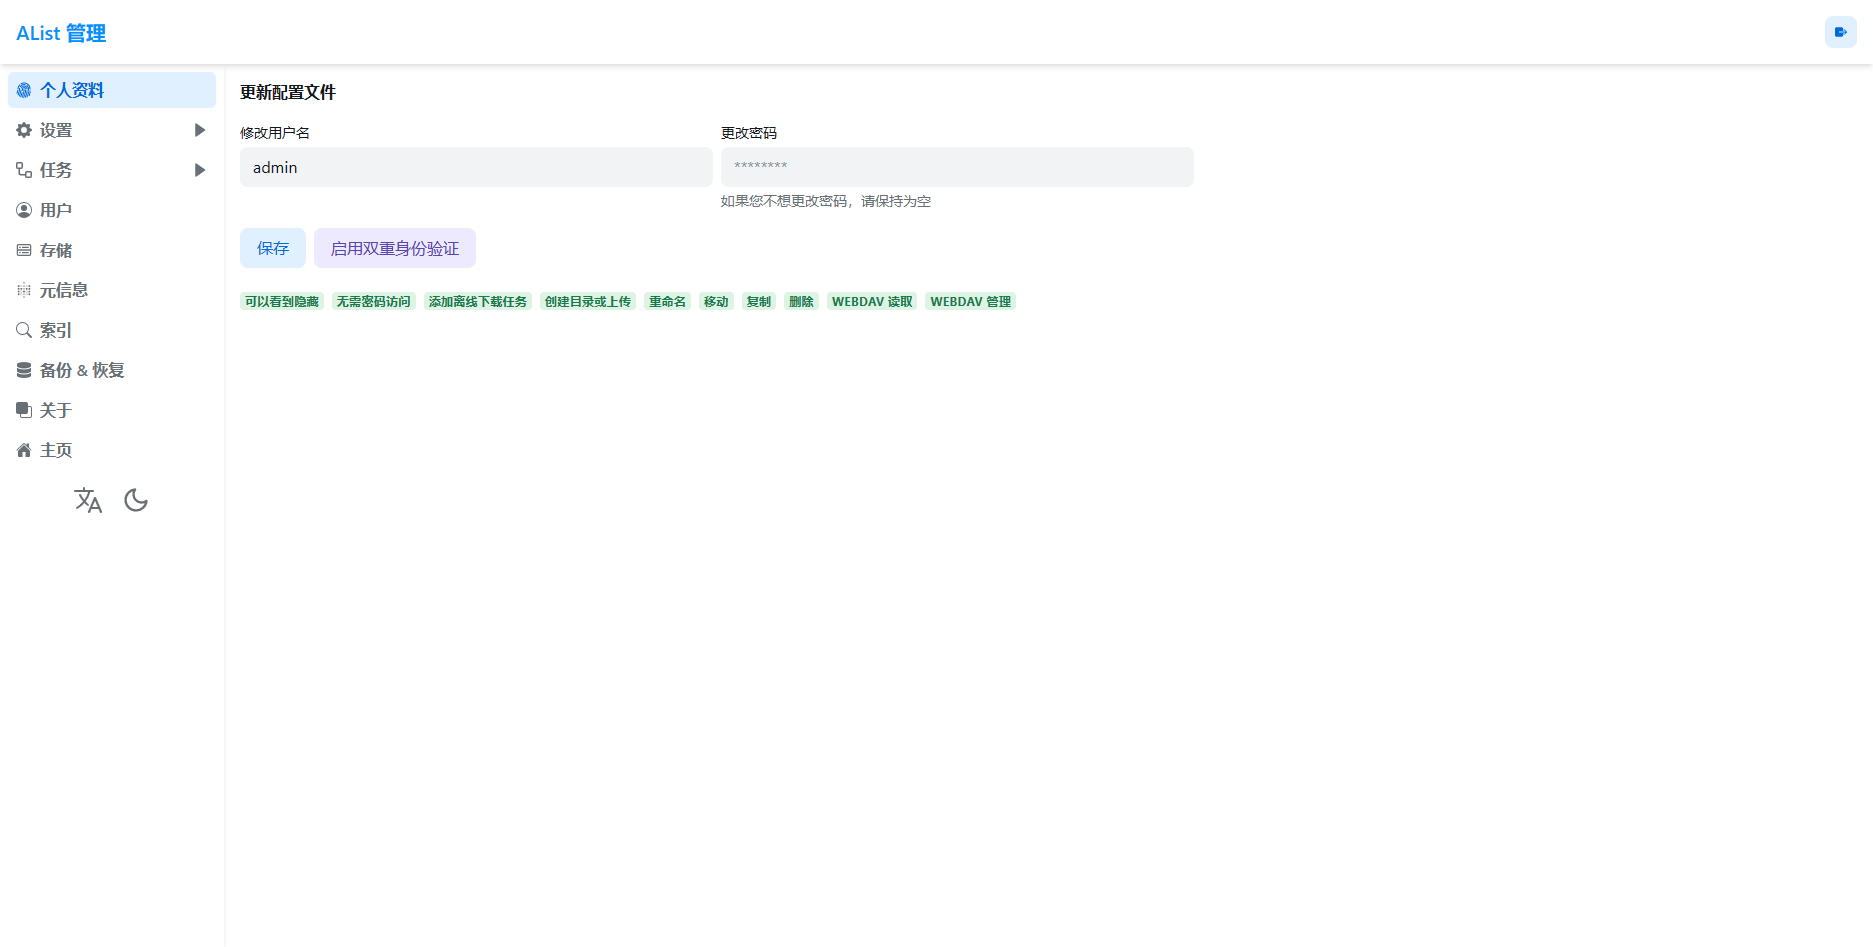 AList 管理
个人资料
设置
任务
用户
存储
元信息
索引
备份 & 恢复
关于
主页
更新配置文件
修改用户名
admin
更改密码
********
如果您不想更改密码，请保持为空
保存 启用双重身份验证
可以看到隐藏 无需密码访问 添加离线下载任务 创建目录或上传 重命名 移动 复制 删除 WEBDAV 读取 WEBDAV 管理